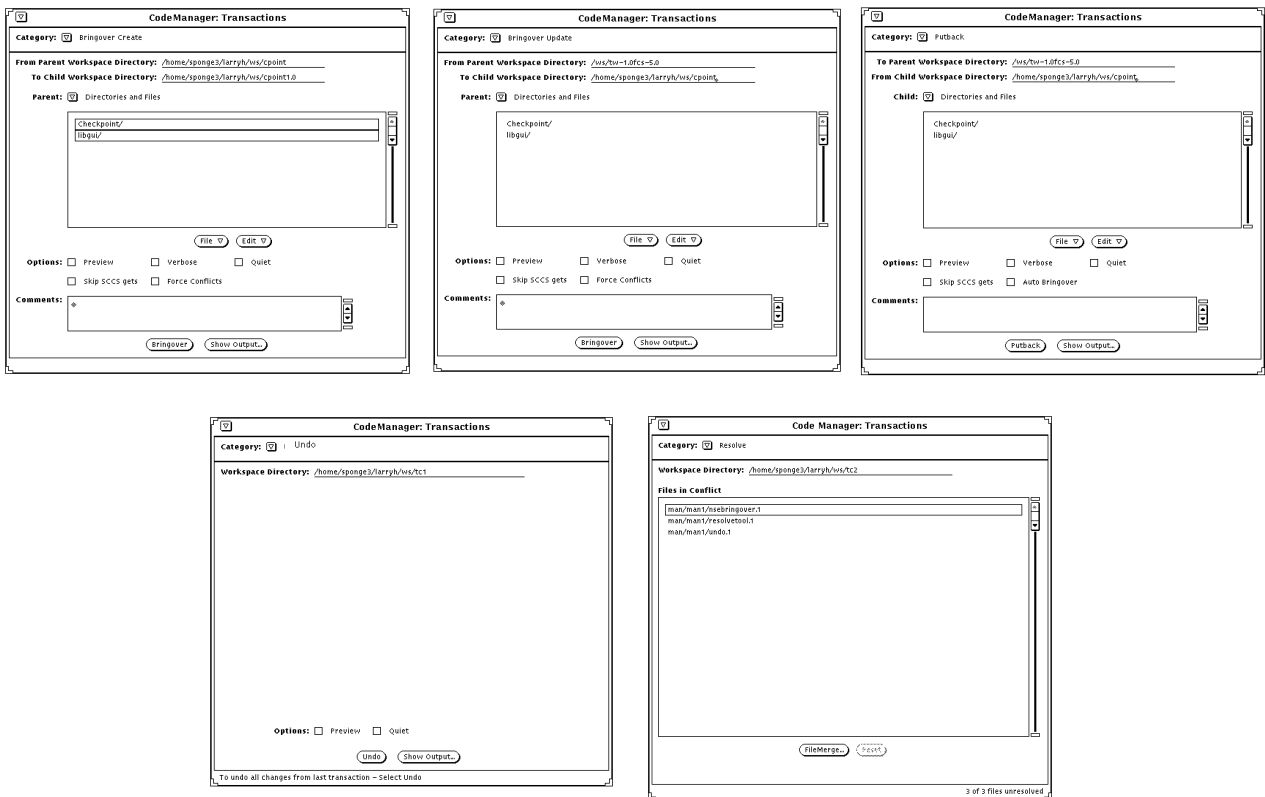 CodeManager: Transactions
Category: Bringover Create
From Parent Workspace Directory: /home/sponge3/larryh/ws/cpoint
To Child Workspace Directory: /home/sponge3/larryh/ws/cpoint1.0
Parent: Directories and Files
Checkpoint/
libgui/
File Edit
Options: Preview Verbose Quiet
Skip SCCS gets Force Conflicts
Comments:
Bringover Show Output...
CodeManager: Transactions
Category: Bringover Update
From Parent Workspace Directory: /ws/tw-1.0fcs-5.0
To Child Workspace Directory: /home/sponge3/larryh/ws/cpoint
Parent: Directories and Files
Checkpoint/
libgui/
File Edit
Options: Preview Verbose Quiet
Skip SCCS gets Force Conflicts
Comments:
Bringover Show Output...
CodeManager: Transactions
Category: Putback
To Parent Workspace Directory: /ws/tw-1.0fcs-5.0
From Child Workspace Directory: /home/sponge3/larryh/ws/cpoint
Child: Directories and Files
Checkpoint/
libgui/
File Edit
Options: Preview Verbose Quiet
Skip SCCS gets Auto Bringover
Comments:
Putback Show Output...
CodeManager: Transactions
Category: Undo
Workspace Directory: /home/sponge3/larryh/ws/tc1
Options: Preview Quiet
Undo Show Output...
To undo all changes from last transaction - Select Undo
Code Manager: Transactions
Category: Resolve
Workspace Directory: /home/sponge3/larryh/ws/tc2
Files in Conflict
man/man1/nsebringover.1
man/man1/resolvetool.1
man/man1/undo.1
FileMerge... Reset
3 of 3 files unresolved